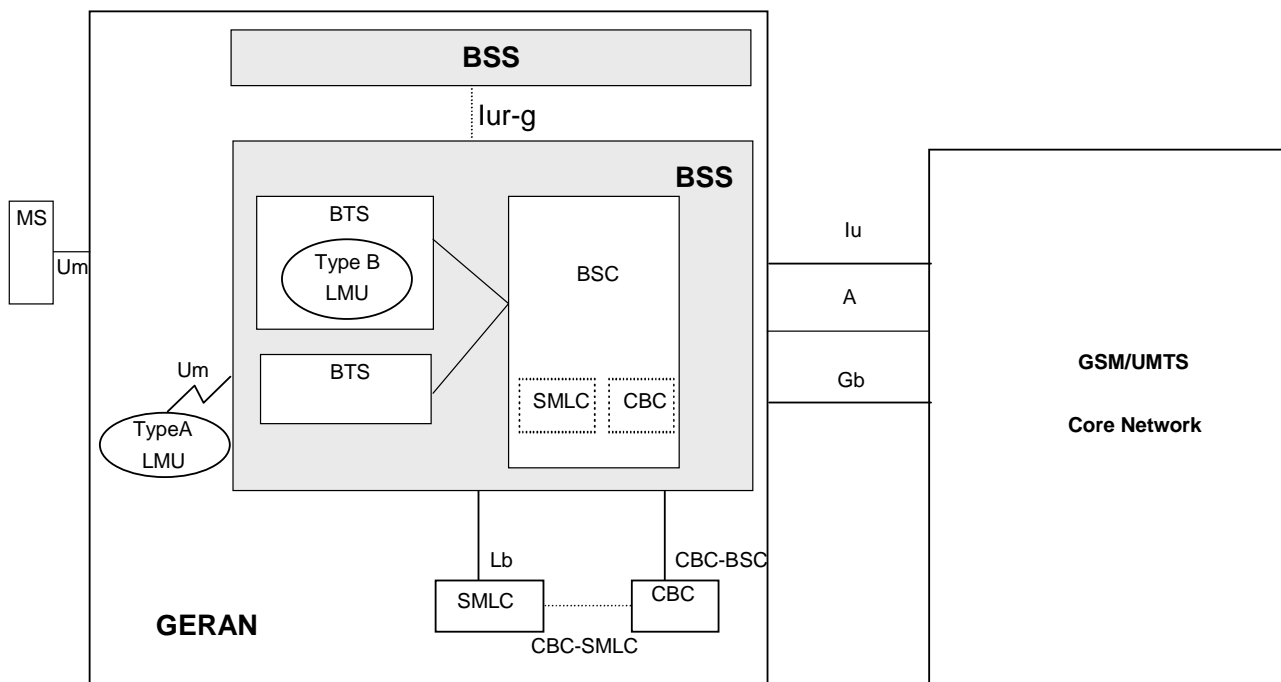 BSS
Iur-g
BSS
MS
Um
BTS
Type B
LMU
BSC
Iu
A
Gb
BTS
Um
TypeA
LMU
SMLC
CBC
GSM/UMTS
Core Network
Lb
CBC-BSC
SMLC
CBC
CBC-SMLC
GERAN